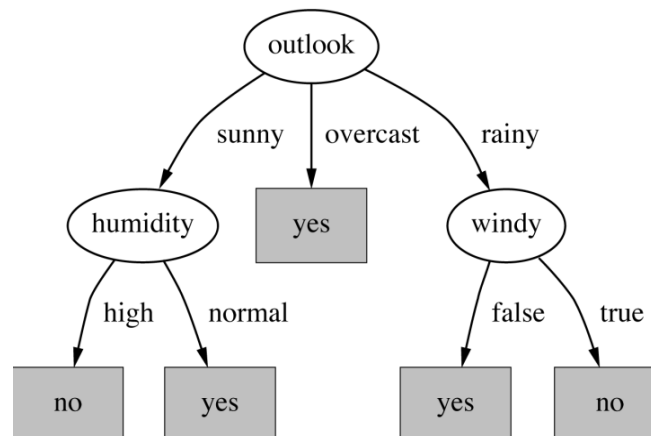 outlook
sunny overcast rainy
humidity yes windy
high normal false true
no yes yes no